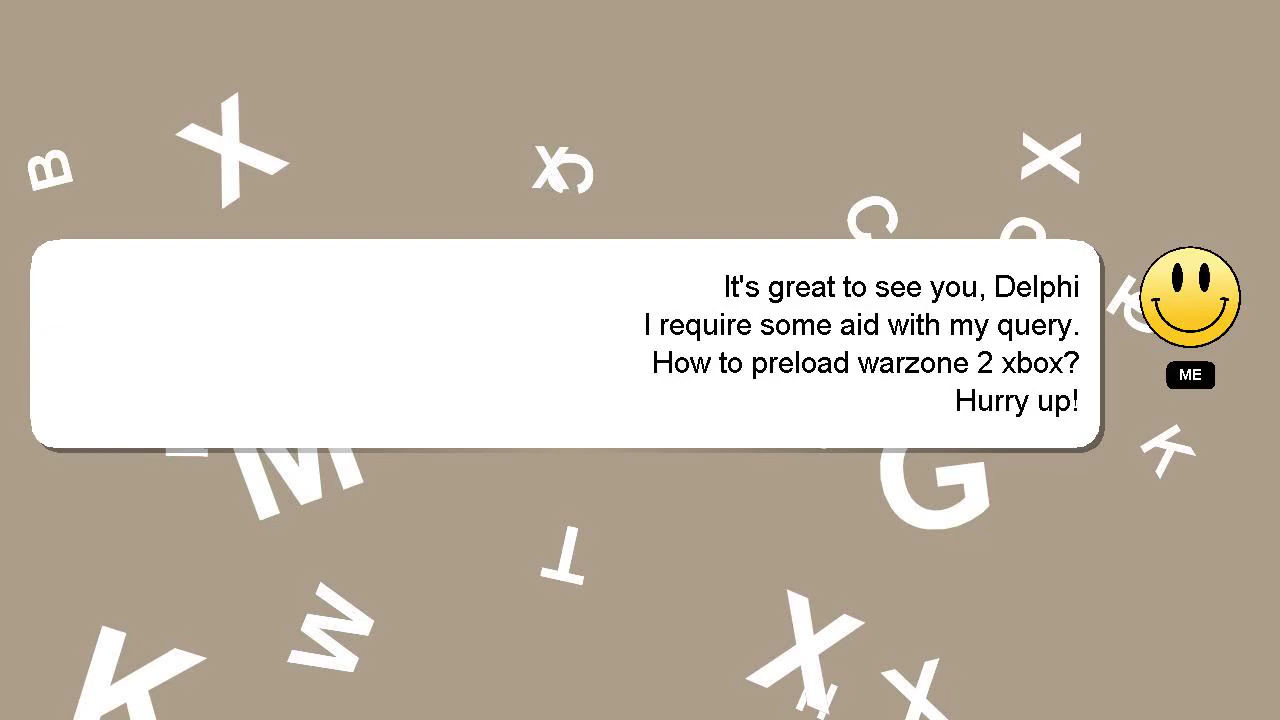 It's great to see you, Delphi
I require some aid with my query.
How to preload warzone 2 xbox?
Hurry up!
ME
B
X
X
C
X
C
K
K
M
G
T
W
K
X
X